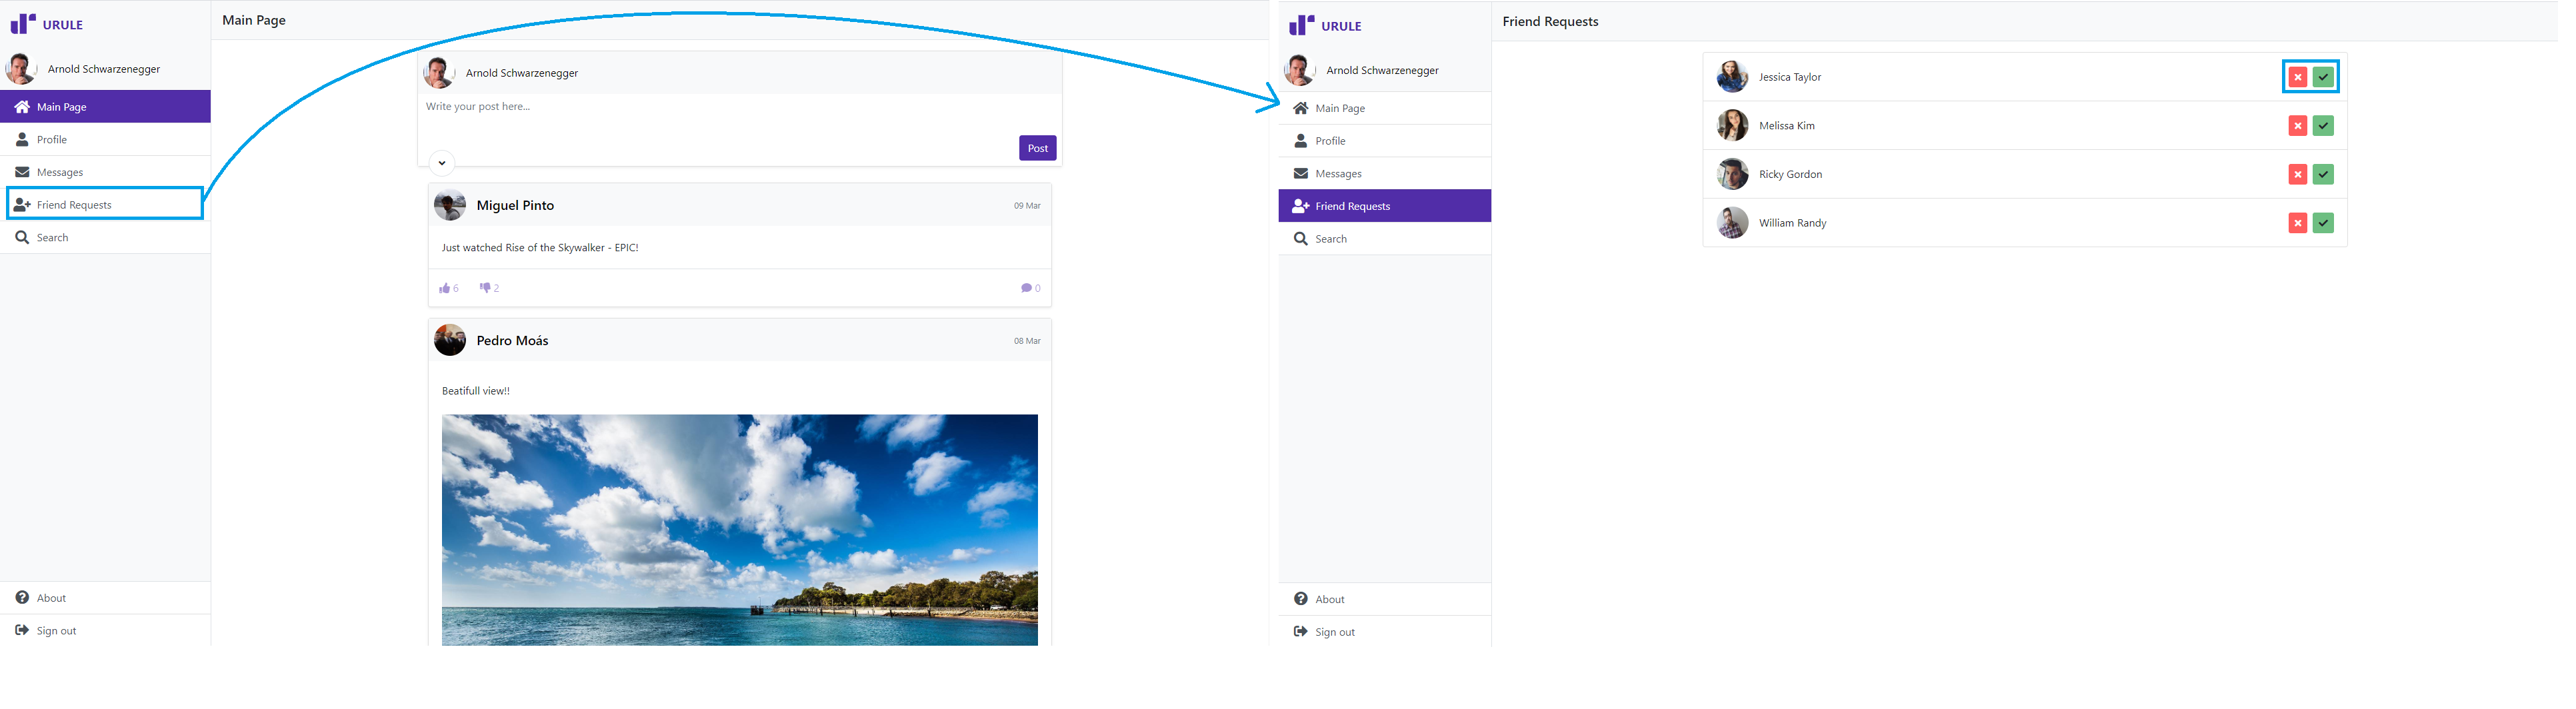 URULE
Main Page
Arnold Schwarzenegger
Main Page
Profile
Messages
Friend Requests
Search
About
Sign out
Arnold Schwarzenegger
Write your post here...
Post
Miguel Pinto
09 Mar
Just watched Rise of the Skywalker - EPIC!
6
2
0
Pedro Moás
08 Mar
Beatifull view!!
URULE
Friend Requests
Arnold Schwarzenegger
Main Page
Profile
Messages
Friend Requests
Search
About
Sign out
Jessica Taylor
Melissa Kim
Ricky Gordon
William Randy